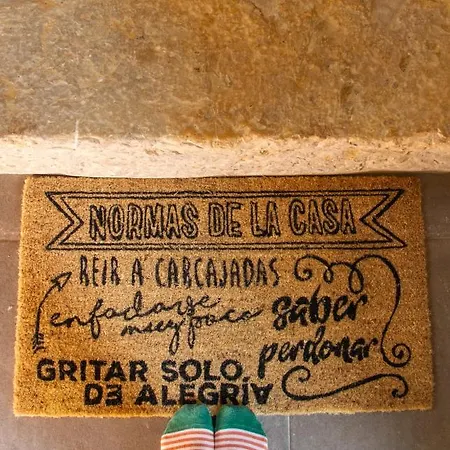 NORMAS DE LA CASA
REIR A CARCAJADAS
enfadarse
muy poco
saber
perdonar
GRITAR SOLO
DE ALEGRÍA